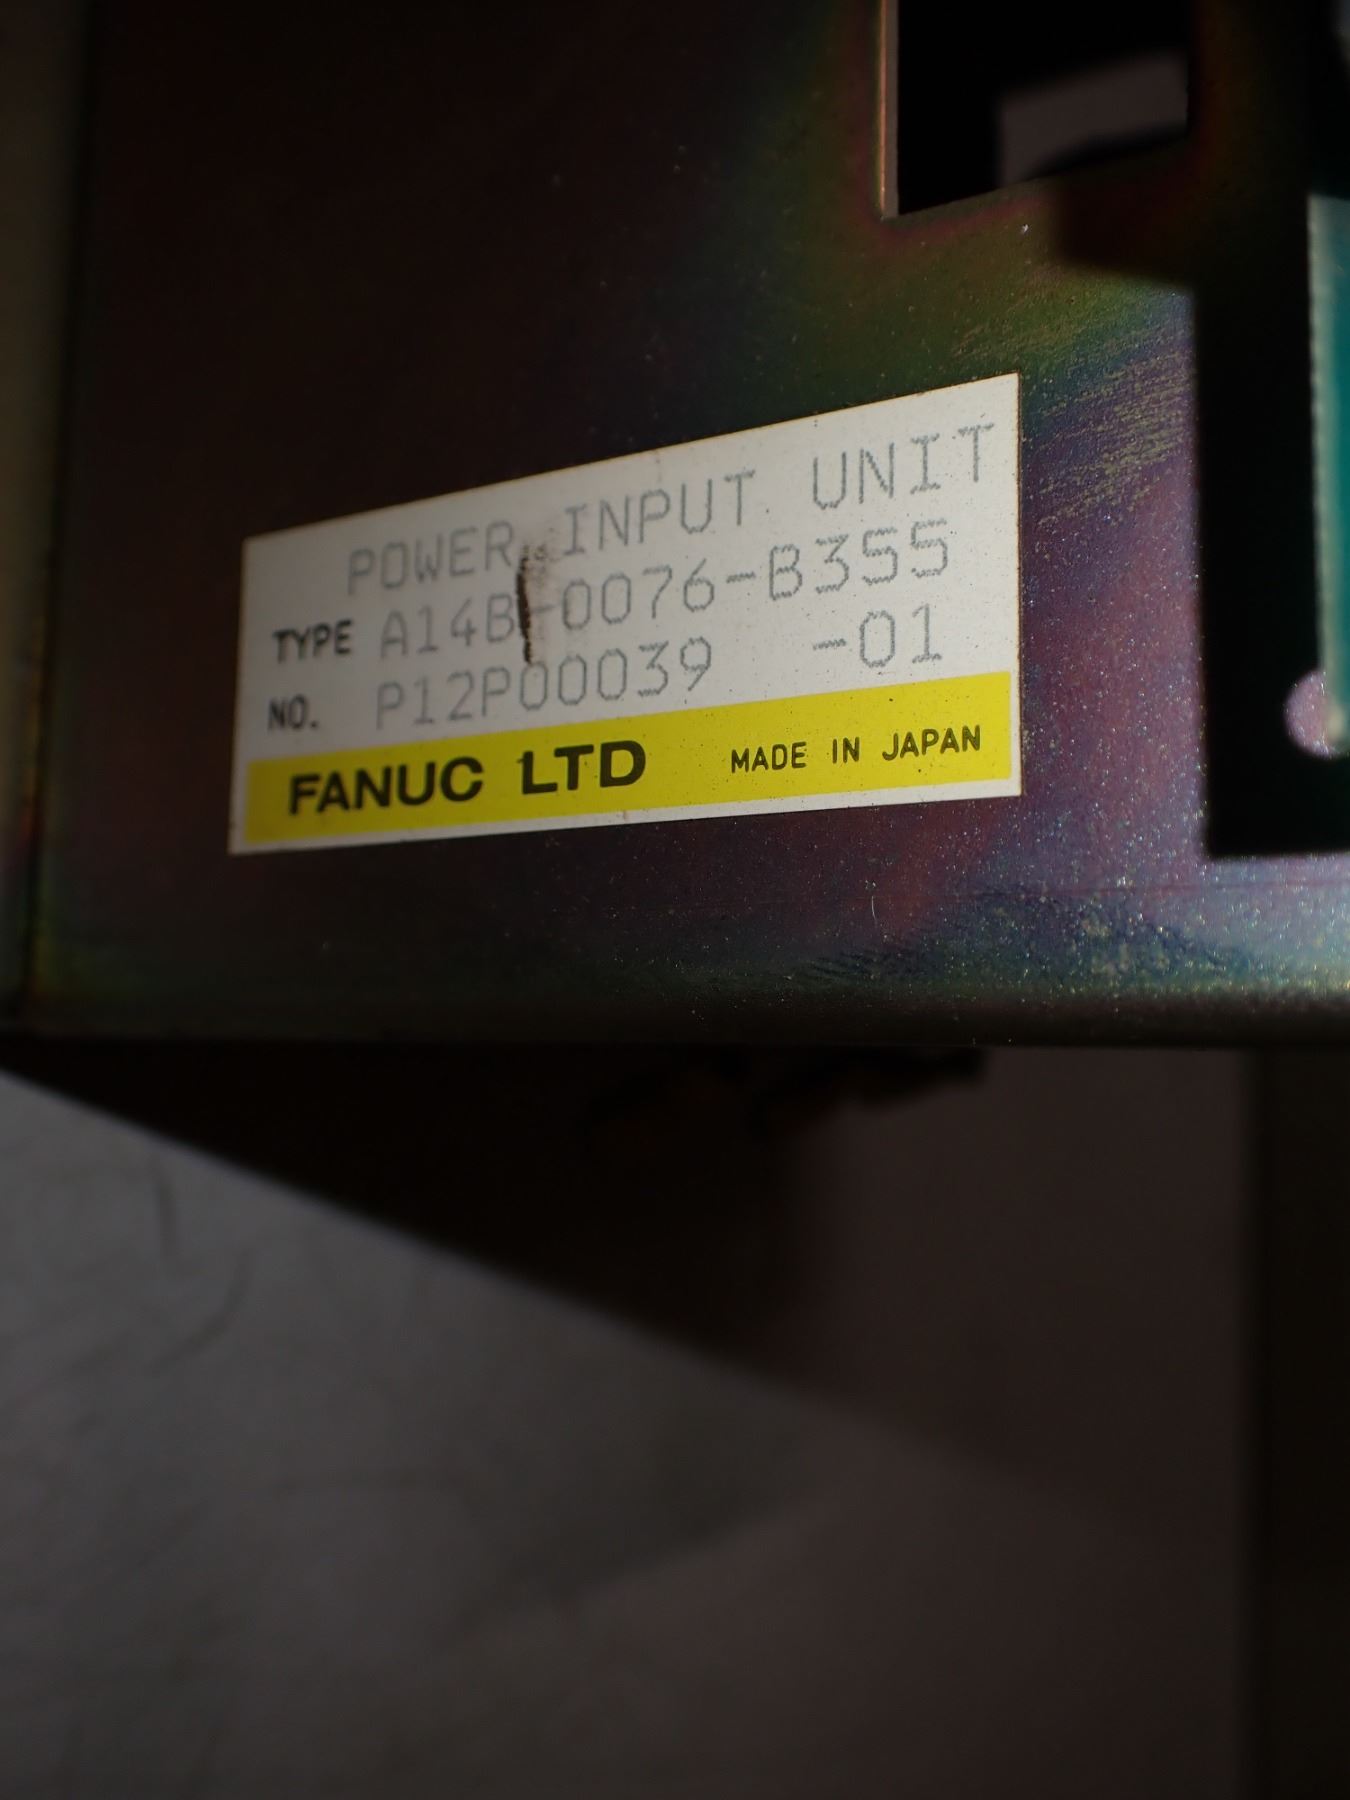 POWER INPUT UNIT
TYPE A14B-0076-B355
NO. P12P00039 -01
FANUC LTD MADE IN JAPAN